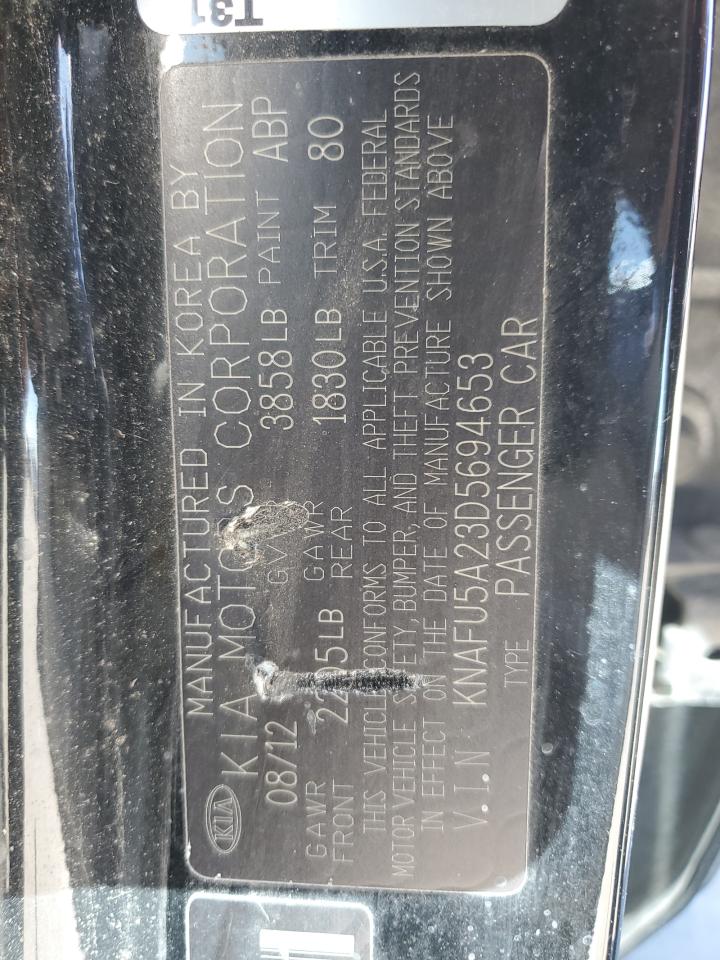 T31
MANUFACTURED IN KOREA BY
KIA KIA MOTORS CORPORATION
08/12 GVWR 3858LB PAINT ABP
GAWR FRONT GAWR REAR 1830LB TRIM 80
THIS VEHICLE CONFORMS TO ALL APPLICABLE U.S.A. FEDERAL
MOTOR VEHICLE SAFETY, BUMPER, AND THEFT PREVENTION STANDARDS
IN EFFECT ON THE DATE OF MANUFACTURE SHOWN ABOVE
V.I.N : KNAFU5A23D5694653
TYPE PASSENGER CAR